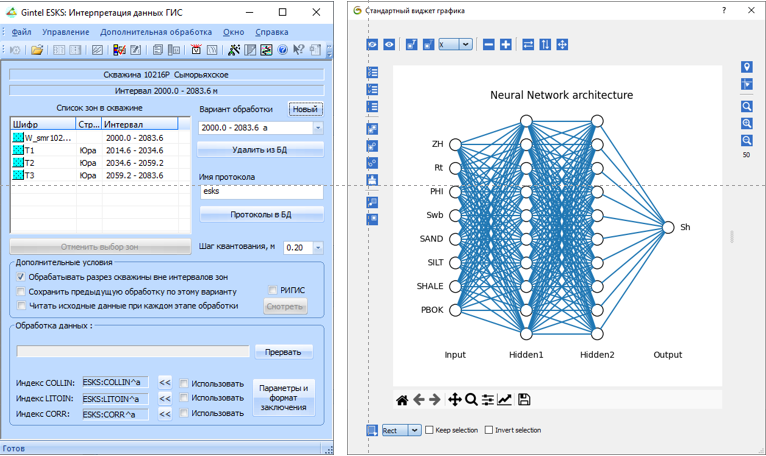 Gintel ESKS: Интерпретация данных ГИС
Файл Управление Дополнительная обработка Окно Справка
Скважина 10216Р Сыморьяхское
Интервал 2000.0 - 2083.6 м
Список зон в скважине
Шифр Стр... Интервал
W_smr102... 2000.0 - 2083.6
T1 Юра 2014.6 - 2034.6
T2 Юра 2034.6 - 2059.2
T3 Юра 2059.2 - 2083.6
Отменить выбор зон
Вариант обработки Новый
2000.0 - 2083.6 а
Удалить из БД
Имя протокола
esks
Протоколы в БД
Шаг квантования, м 0.20
Дополнительные условия
Обрабатывать разрез скважины вне интервалов зон
Сохранить предыдущую обработку по этому варианту
РИГИС
Читать исходные данные при каждом этапе обработки
Смотреть
Обработка данных :
Прервать
Индекс COLLIN: ESKS:COLLIN^a << Использовать
Индекс LITOIN: ESKS:LITOIN^a << Использовать
Индекс CORR: ESKS:CORR^a << Использовать
Параметры и
формат
заключения
Готов
Стандартный виджет графика
X
50
Neural Network architecture
ZH
Rt
PHI
Swb
SAND
SILT
SHALE
PBOK
Sh
Input Hidden1 Hidden2 Output
Rect Keep selection Invert selection